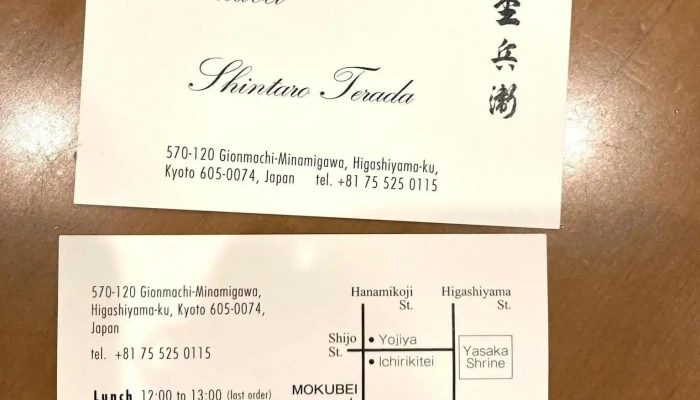 Shintaro Terada
兵
衛
570-120 Gionmachi-Minamigawa, Higashiyama-ku,
Kyoto 605-0074, Japan tel. +81 75 525 0115
570-120 Gionmachi-Minamigawa,
Higashiyama-ku, Kyoto 605-0074,
Japan
tel. +81 75 525 0115
Lunch 12:00 to 13:00 (last order)
Hanamikoji
St.
Higashiyama
St.
Shijo
St.
Yojiya
Ichirikitei
Yasaka
Shrine
MOKUBEI